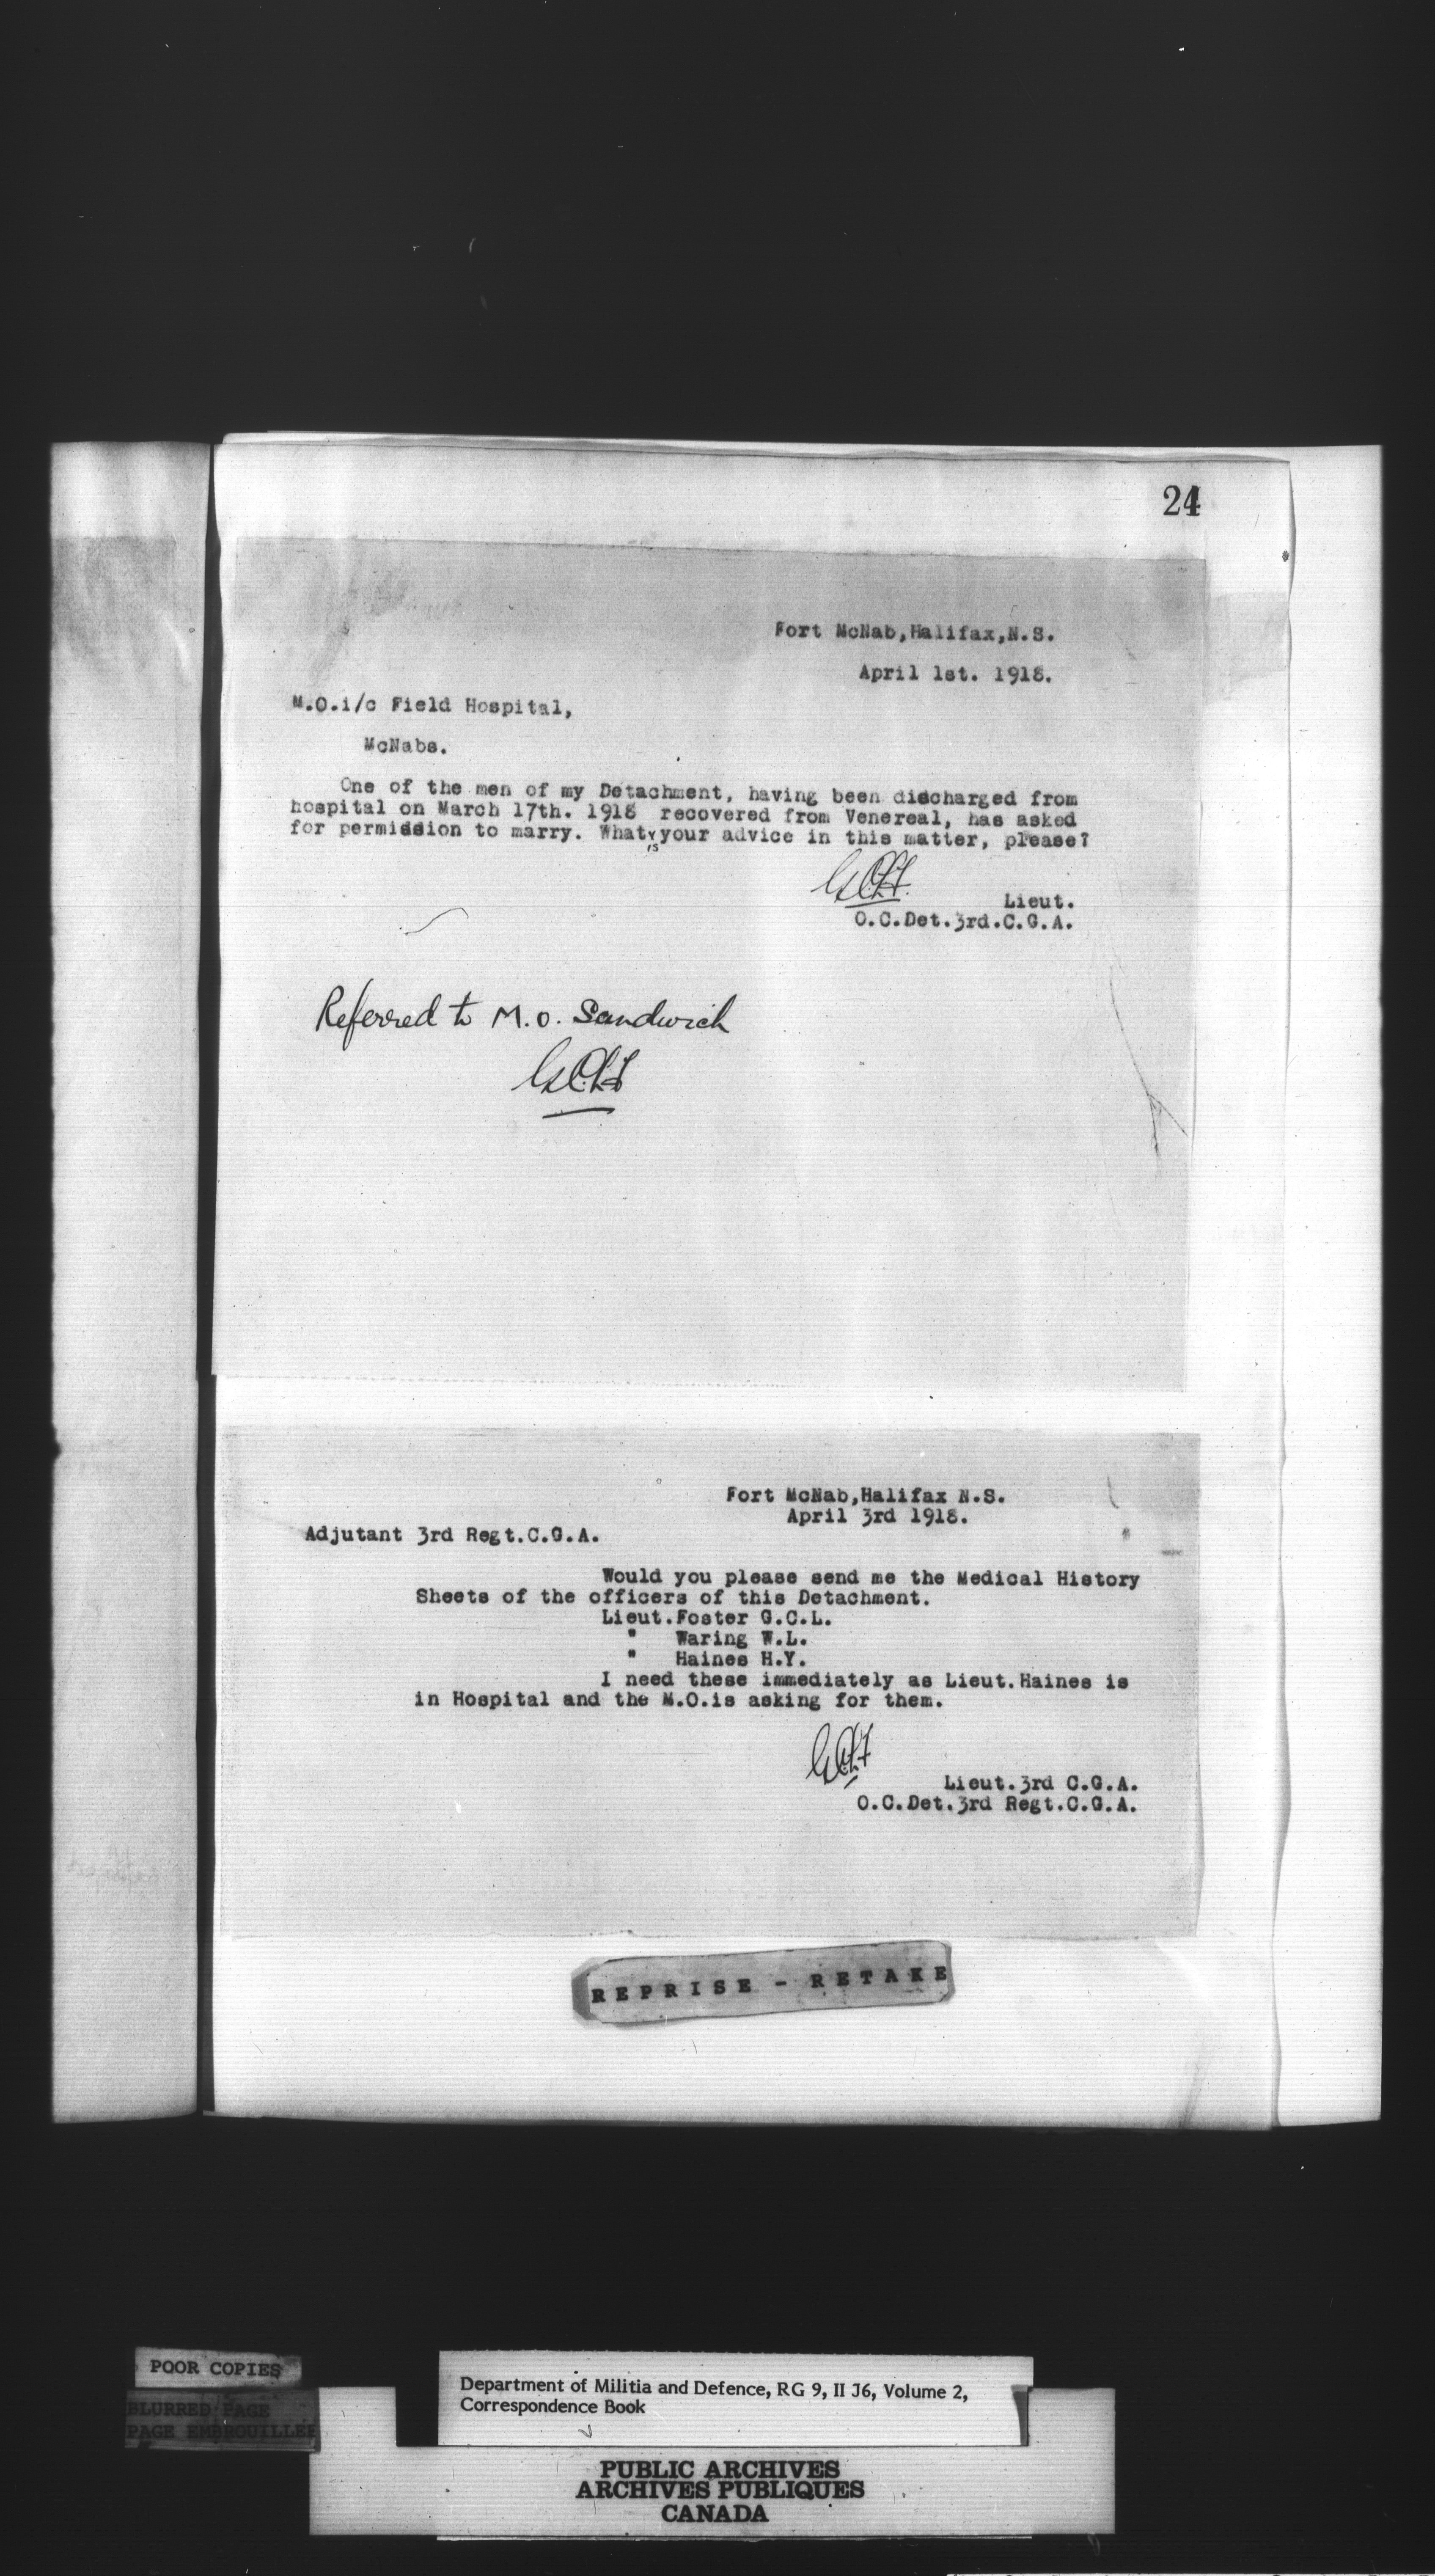 24
Fort McNab,Halifax,N.S.
April 1st. 1918.
M.O.i/c Field Hospital,
McNabs.
One of the men of my Detachment, having been discharged from
hospital on March 17th. 1918 recovered from Venereal, has asked
for permission to marry. What is your advice in this matter, please?
G.C.L.F.
Lieut.
O.C.Det.3rd.C.G.A.
Referred to M.O. Sandwich
G.C.L.F.
Fort McNab,Halifax N.S.
April 3rd 1918.
Adjutant 3rd Regt.C.G.A.
Would you please send me the Medical History
Sheets of the officers of this Detachment.
Lieut.Foster G.C.L.
" Waring W.L.
" Haines H.Y.
I need these immediately as Lieut.Haines is
in Hospital and the M.O.is asking for them.
G.C.L.F.
Lieut.3rd C.G.A.
O.C.Det.3rd Regt.C.G.A.
REPRISE - RETAKE
POOR COPIES
BLURRED PAGE
PAGE EMBROUILLEE
Department of Militia and Defence, RG 9, II J6, Volume 2,
Correspondence Book
PUBLIC ARCHIVES
ARCHIVES PUBLIQUES
CANADA